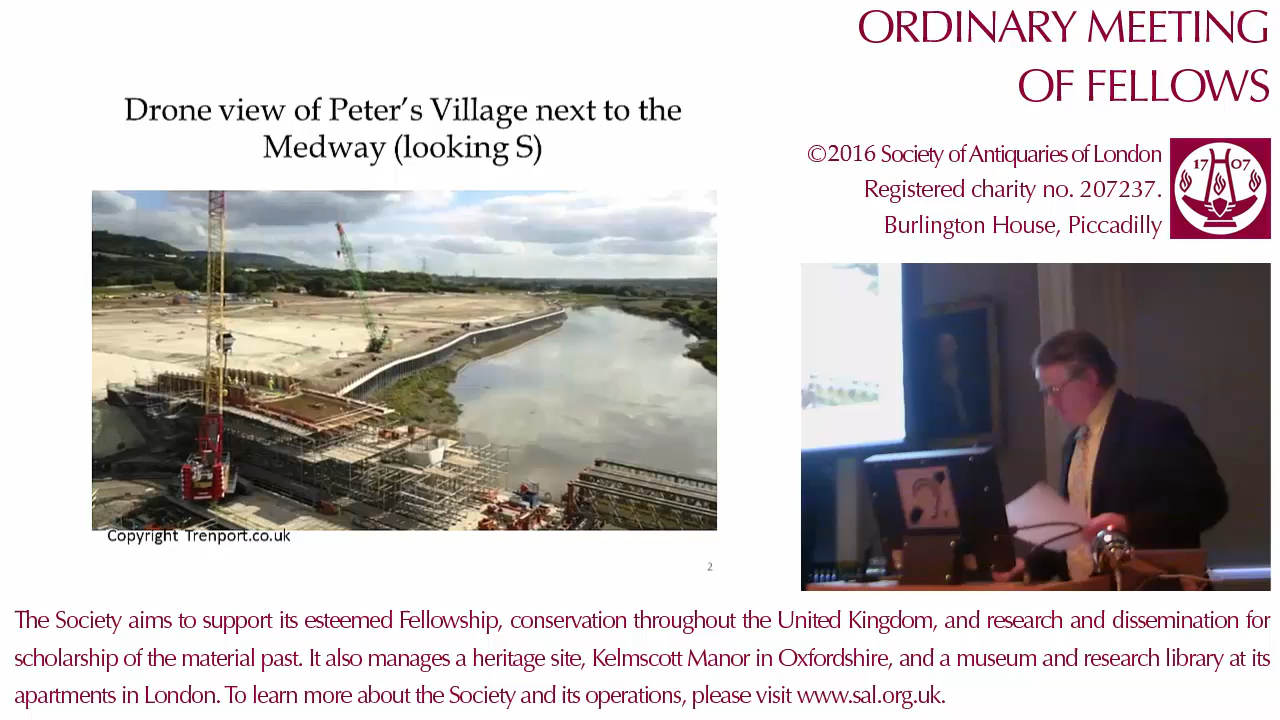 ORDINARY MEETING
OF FELLOWS
Drone view of Peter's Village next to the
Medway (looking S)
©2016 Society of Antiquaries of London
Registered charity no. 207237.
Burlington House, Piccadilly
17 07
Copyright Trenport.co.uk
2
The Society aims to support its esteemed Fellowship, conservation throughout the United Kingdom, and research and dissemination for
scholarship of the material past. It also manages a heritage site, Kelmscott Manor in Oxfordshire, and a museum and research library at its
apartments in London. To learn more about the Society and its operations, please visit www.sal.org.uk.